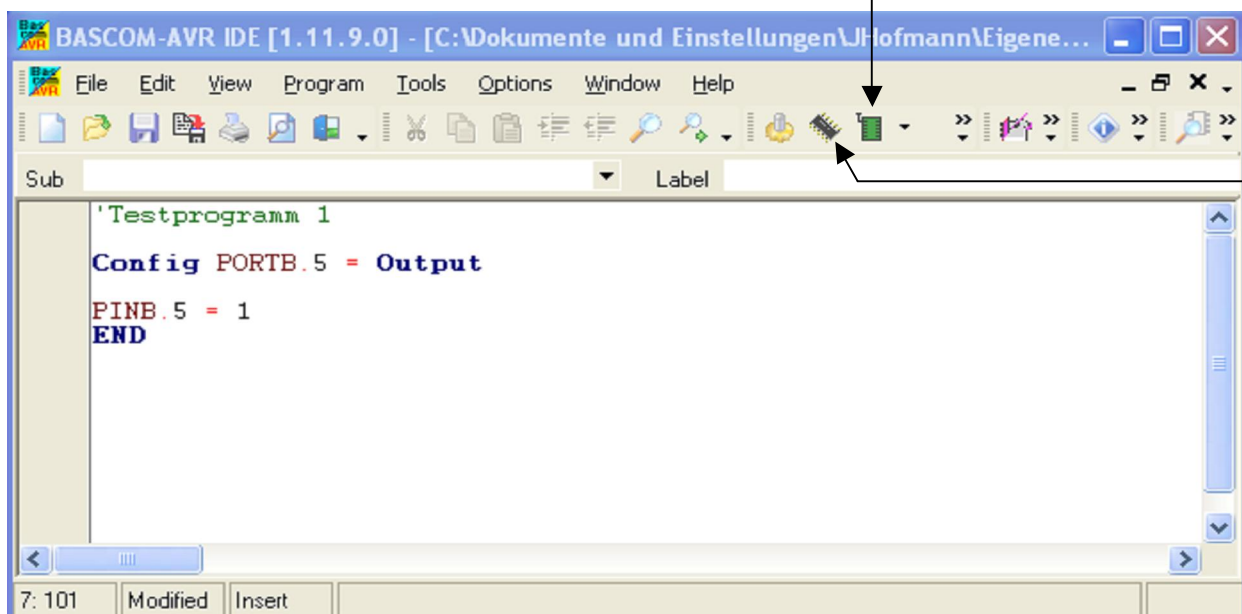 BASCOM-AVR IDE [1.11.9.0] - [C:\Dokumente und Einstellungen\JHofmann\Eigene...
File Edit View Program Tools Options Window Help
Sub Label
'Testprogramm 1
Config PORTB.5 = Output
PINB.5 = 1
END
7: 101 Modified Insert